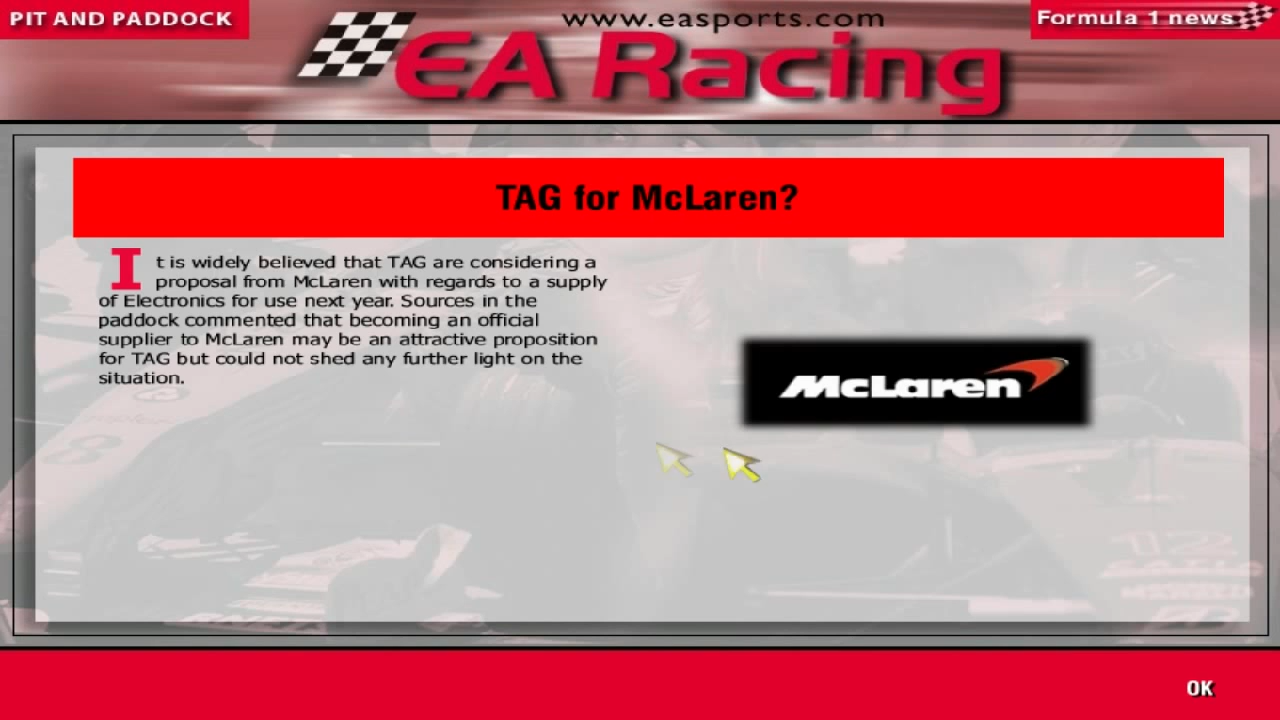 PIT AND PADDOCK
www.easports.com
Formula 1 news
EA Racing
TAG for McLaren?
It is widely believed that TAG are considering a
proposal from McLaren with regards to a supply
of Electronics for use next year. Sources in the
paddock commented that becoming an official
supplier to McLaren may be an attractive proposition
for TAG but could not shed any further light on the
situation.
McLaren
8
12
OK